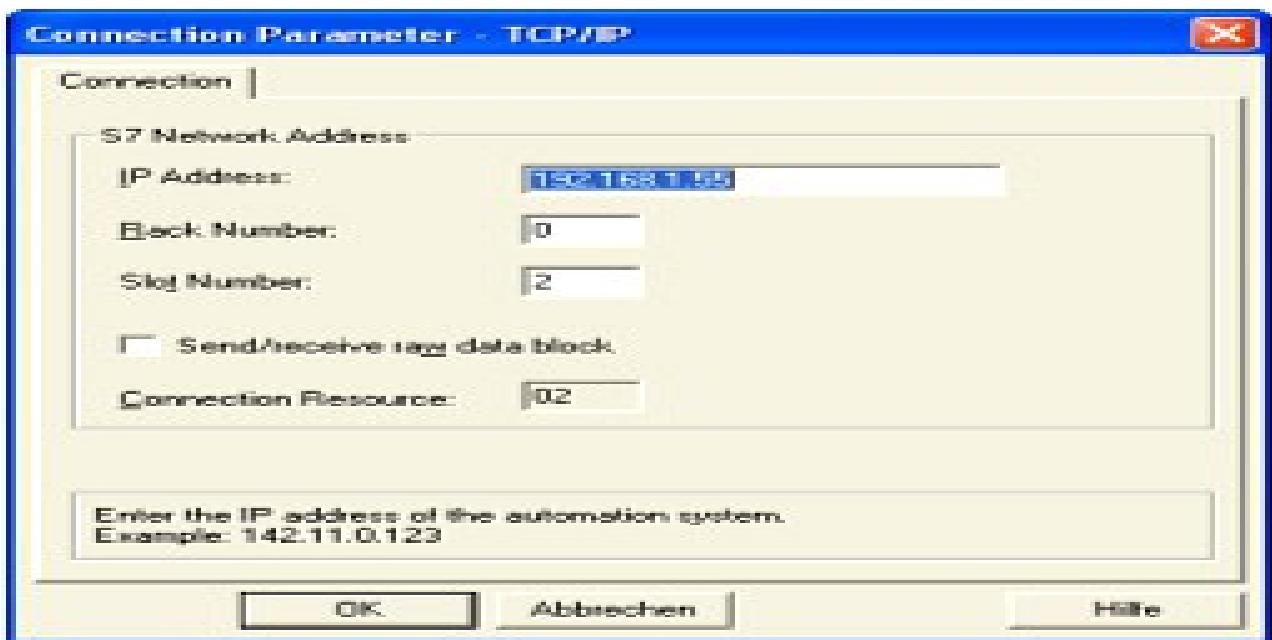 Connection Parameter - TCP/IP
Connection
S7 Network Address
IP Address: 192.168.1.55
Rack Number: 0
Slot Number: 2
Send/receive raw data block
Connection Resource: 02
Enter the IP address of the automation system.
Example: 142.11.0.123
OK Abbrechen Hilfe